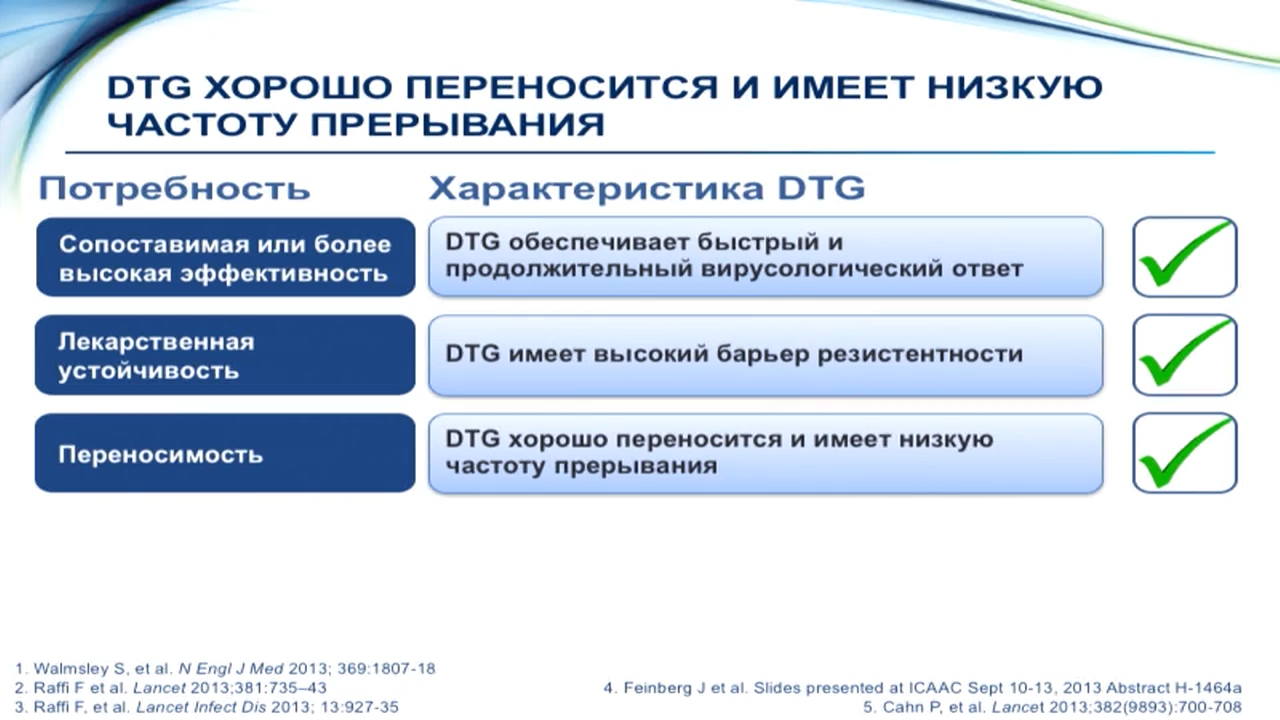 DTG ХОРОШО ПЕРЕНОСИТСЯ И ИМЕЕТ НИЗКУЮ
ЧАСТОТУ ПРЕРЫВАНИЯ
Потребность
Характеристика DTG
Сопоставимая или более
высокая эффективность
DTG обеспечивает быстрый и
продолжительный вирусологический ответ
Лекарственная
устойчивость
DTG имеет высокий барьер резистентности
Переносимость
DTG хорошо переносится и имеет низкую
частоту прерывания
1. Walmsley S, et al. N Engl J Med 2013; 369:1807-18
2. Raffi F et al. Lancet 2013;381:735–43
3. Raffi F, et al. Lancet Infect Dis 2013; 13:927-35
4. Feinberg J et al. Slides presented at ICAAC Sept 10-13, 2013 Abstract H-1464a
5. Cahn P, et al. Lancet 2013;382(9893):700-708